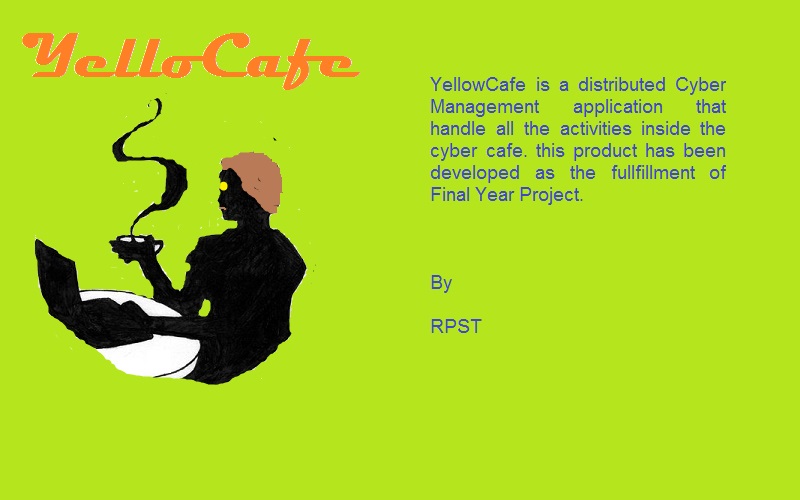 YelloCafe
YellowCafe is a distributed Cyber
Management application that
handle all the activities inside the
cyber cafe. this product has been
developed as the fullfillment of
Final Year Project.
By
RPST